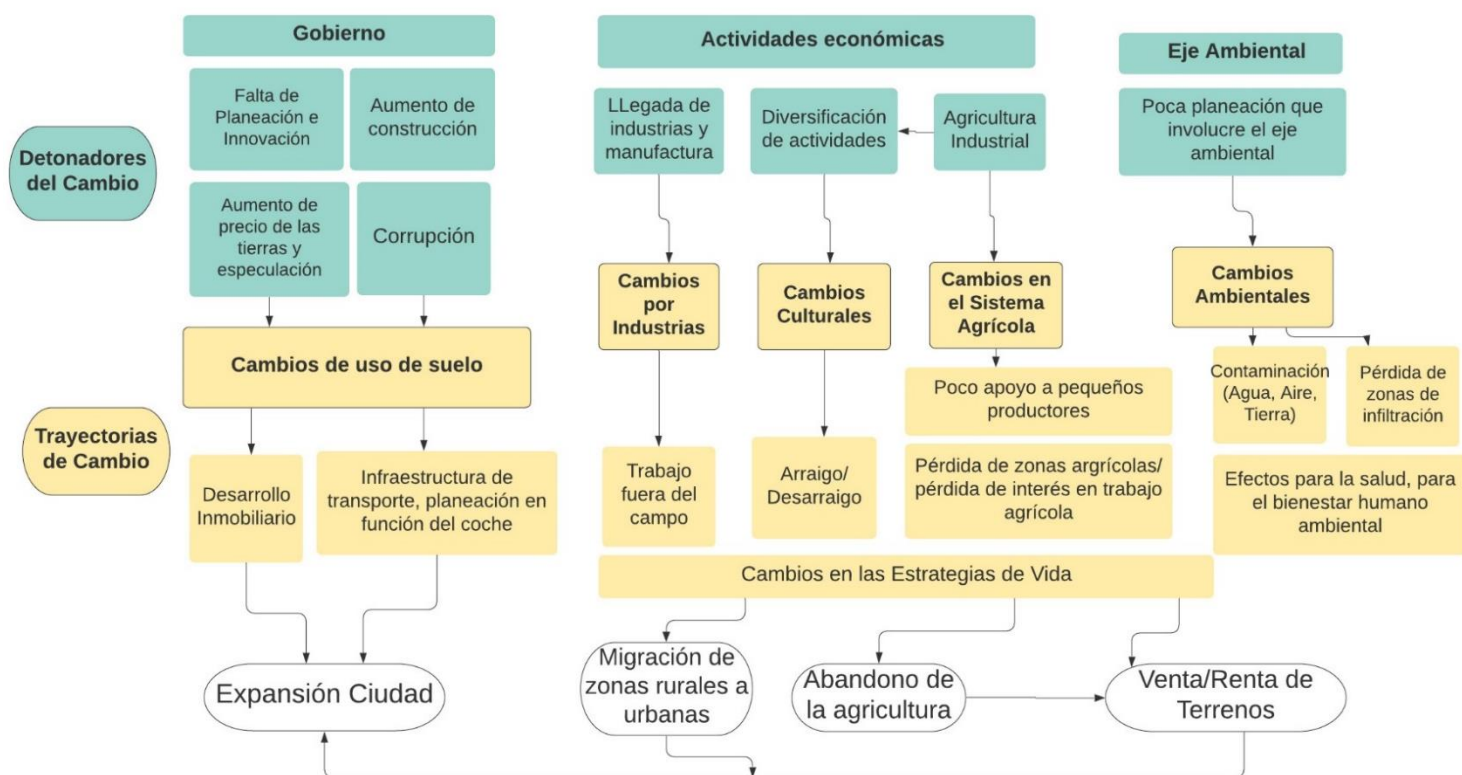 Gobierno
Actividades económicas
Eje Ambiental
Detonadores
del Cambio
Falta de
Planeación e
Innovación
Aumento de
construcción
Aumento de
precio de las
tierras y
especulación
Corrupción
LLegada de
industrias y
manufactura
Diversificación
de actividades
Agricultura
Industrial
Poca planeación que
involucre el eje
ambiental
Trayectorias
de Cambio
Cambios de uso de suelo
Cambios
por
Industrias
Cambios
Culturales
Cambios en
el Sistema
Agrícola
Cambios
Ambientales
Desarrollo
Inmobiliario
Infraestructura de
transporte, planeación en
función del coche
Trabajo
fuera del
campo
Arraigo/
Desarraigo
Poco apoyo a pequeños
productores
Pérdida de zonas argrícolas/
pérdida de interés en trabajo
agrícola
Contaminación
(Agua, Aire,
Tierra)
Pérdida de
zonas de
infiltración
Efectos para la salud, para
el bienestar humano
ambiental
Cambios en las Estrategias de Vida
Expansión Ciudad
Migración de
zonas rurales a
urbanas
Abandono de
la agricultura
Venta/Renta de
Terrenos